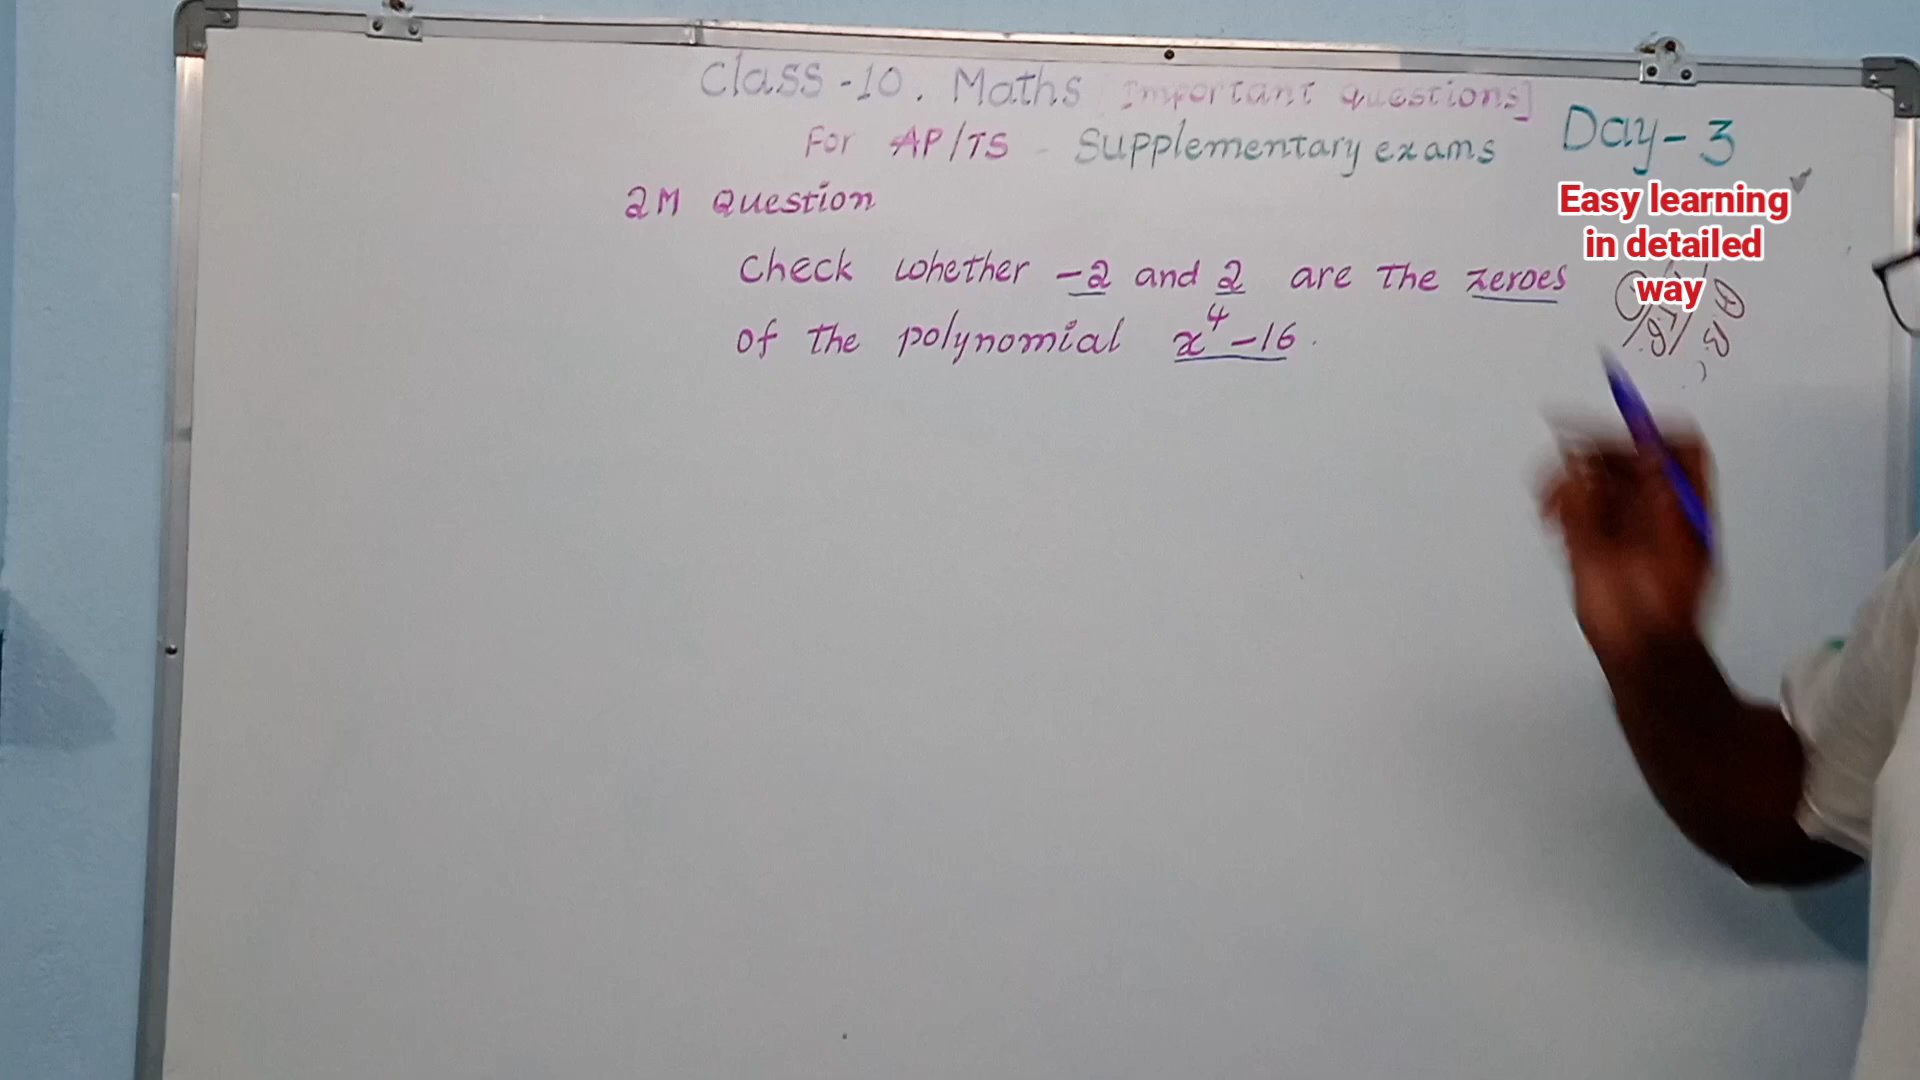 Class-10. Maths [Important questions]
For AP/TS - Supplementary exams
Day-3
Easy learning
in detailed
way
2M Question
Check whether -2 and 2 are the zeroes
of the polynomial x⁴-16.